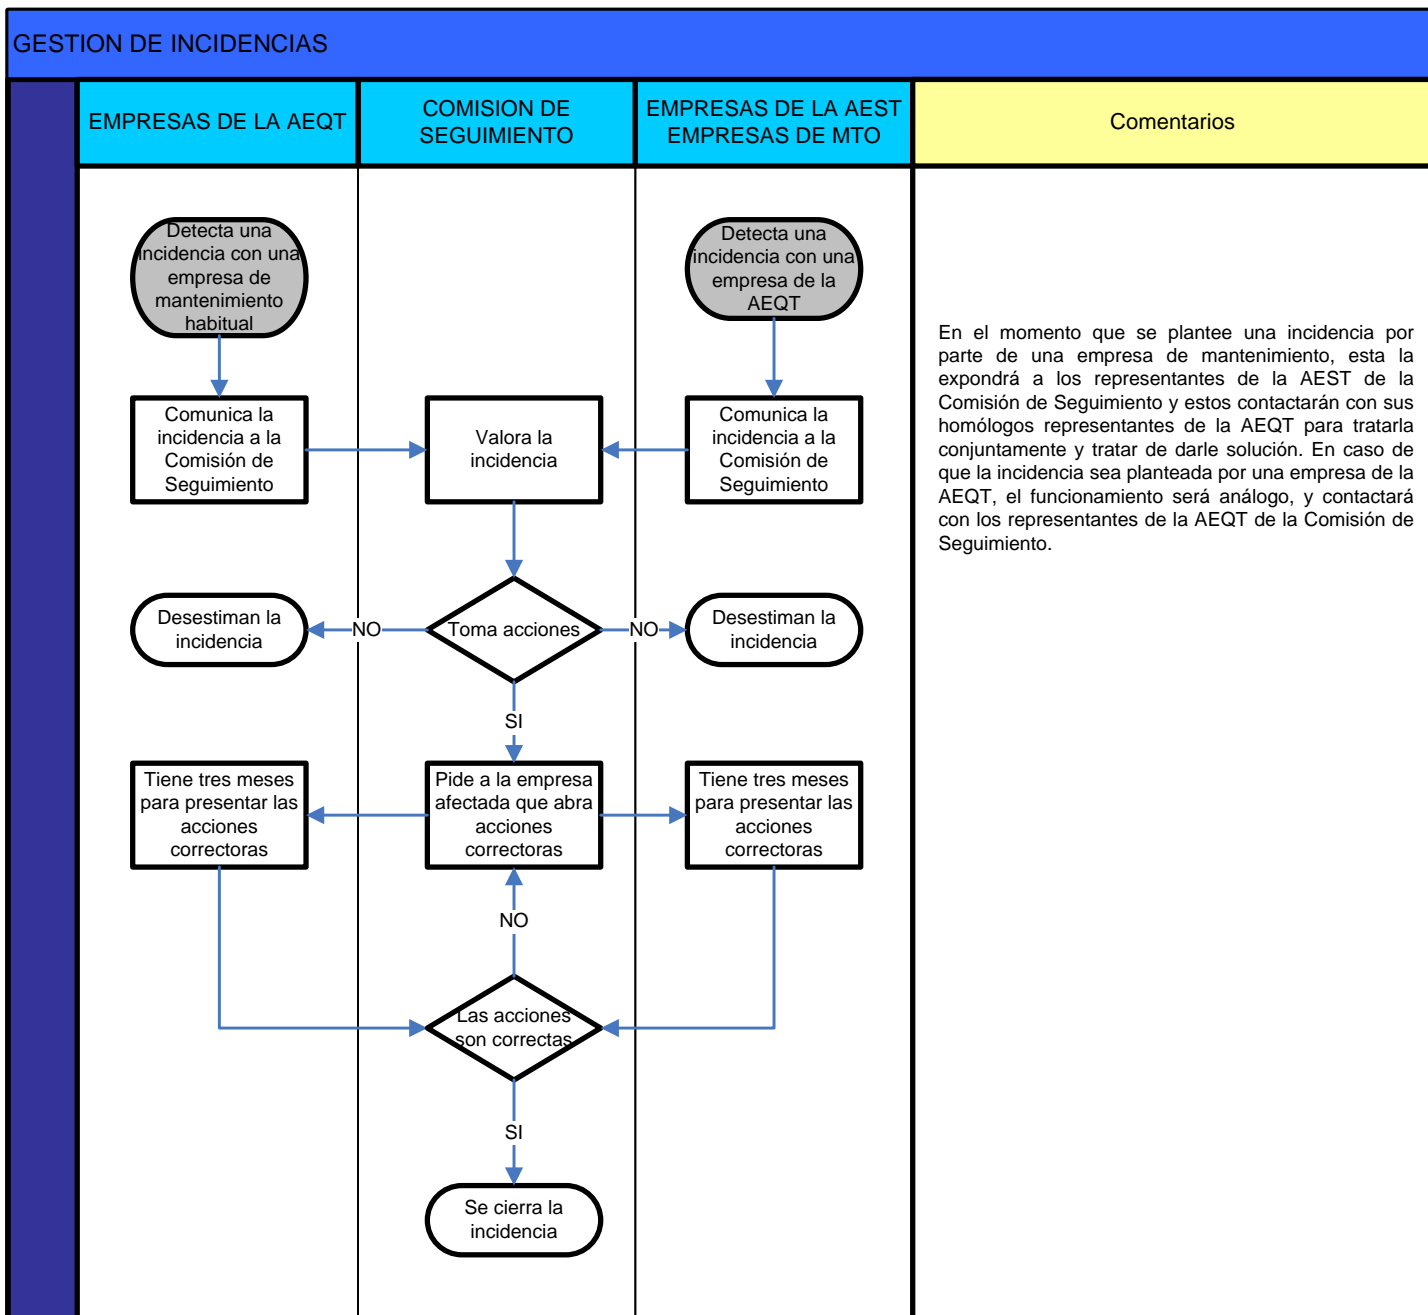 GESTION DE INCIDENCIAS
EMPRESAS DE LA AEQT
COMISION DE
SEGUIMIENTO
EMPRESAS DE LA AEST
EMPRESAS DE MTO
Comentarios
Detecta una
incidencia con una
empresa de
mantenimiento
habitual
Detecta una
incidencia con una
empresa de la
AEQT
En el momento que se plantee una incidencia por
parte de una empresa de mantenimiento, esta la
expondrá a los representantes de la AEST de la
Comisión de Seguimiento y estos contactarán con sus
homólogos representantes de la AEQT para tratarla
conjuntamente y tratar de darle solución. En caso de
que la incidencia sea planteada por una empresa de la
AEQT, el funcionamiento será análogo, y contactará
con los representantes de la AEQT de la Comisión de
Seguimiento.
Comunica la
incidencia a la
Comisión de
Seguimiento
Valora la
incidencia
Comunica la
incidencia a la
Comisión de
Seguimiento
Desestiman la
incidencia
NO
Toma acciones
NO
Desestiman la
incidencia
SI
Tiene tres meses
para presentar las
acciones
correctoras
Pide a la empresa
afectada que abra
acciones
correctoras
Tiene tres meses
para presentar las
acciones
correctoras
NO
Las acciones
son correctas
SI
Se cierra la
incidencia